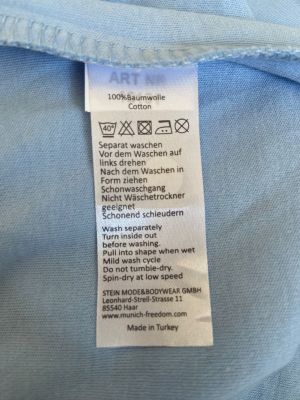 ART NR
100%Baumwolle
Cotton
40°
Separat waschen
Vor dem Waschen auf
links drehen
Nach dem Waschen in
Form ziehen
Schonwaschgang
Nicht Wäschetrockner
geeignet
Schonend schleudern
Wash separately
Turn inside out
before washing.
Pull into shape when wet
Mild wash cycle
Do not tumble-dry.
Spin-dry at low speed
STEIN MODE&BODYWEAR GMBH
Leonhard-Strell-Strasse 11
85540 Haar
www.munich-freedom.com
Made in Turkey